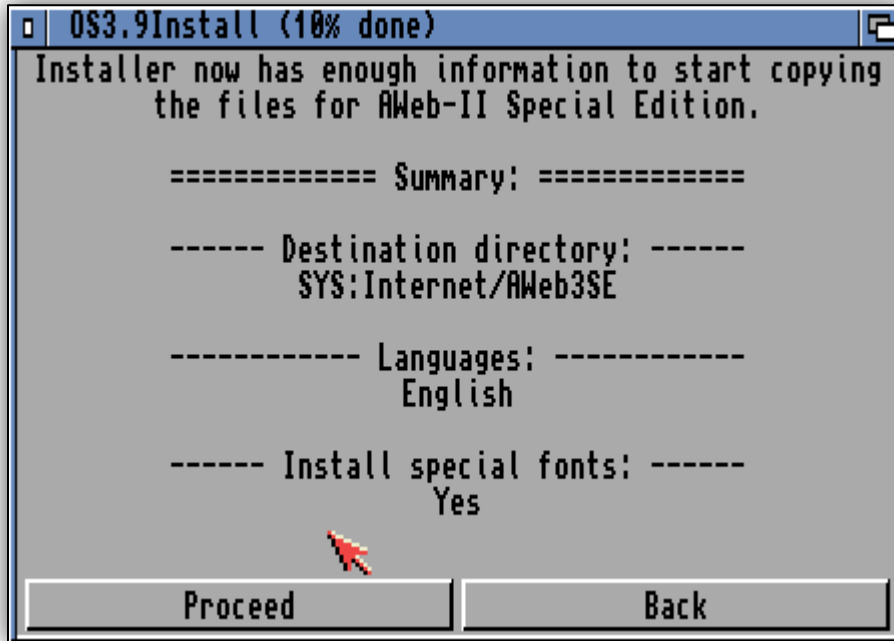 OS3.9Install (10% done)
Installer now has enough information to start copying
the files for AWeb-II Special Edition.
============= Summary: =============
------ Destination directory: ------
SYS:Internet/AWeb3SE
------------ Languages: ------------
English
------ Install special fonts: ------
Yes
Proceed Back